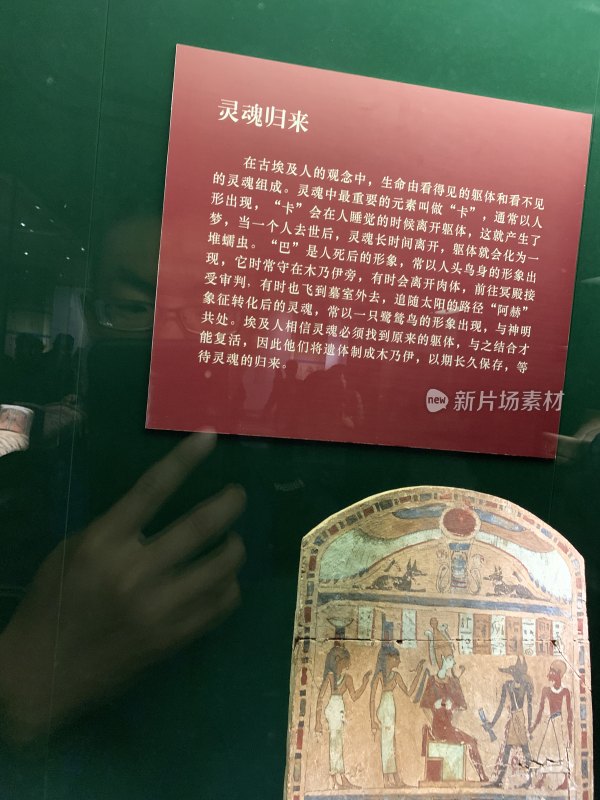 灵魂归来
在古埃及人的观念中，生命由看得见的躯体和看不见
的灵魂组成。灵魂中最重要的元素叫做“卡”，通常以人
形出现，“卡”会在人睡觉的时候离开躯体，这就产生了
梦，当一个人去世后，灵魂长时间离开，躯体就会化为一
堆蠕虫。“巴”是人死后的形象，常以人头鸟身的形象出
现，它时常守在木乃伊旁，有时会离开肉体，前往冥殿接
受审判，有时也飞到墓室外去，追随太阳的路径“阿赫”
象征转化后的灵魂，常以一只鹭鸶鸟的形象出现，与神明
共处。埃及人相信灵魂必须找到原来的躯体，与之结合才
能复活，因此他们将遗体制成木乃伊，以期长久保存，等
待灵魂的归来。
new 新片场素材